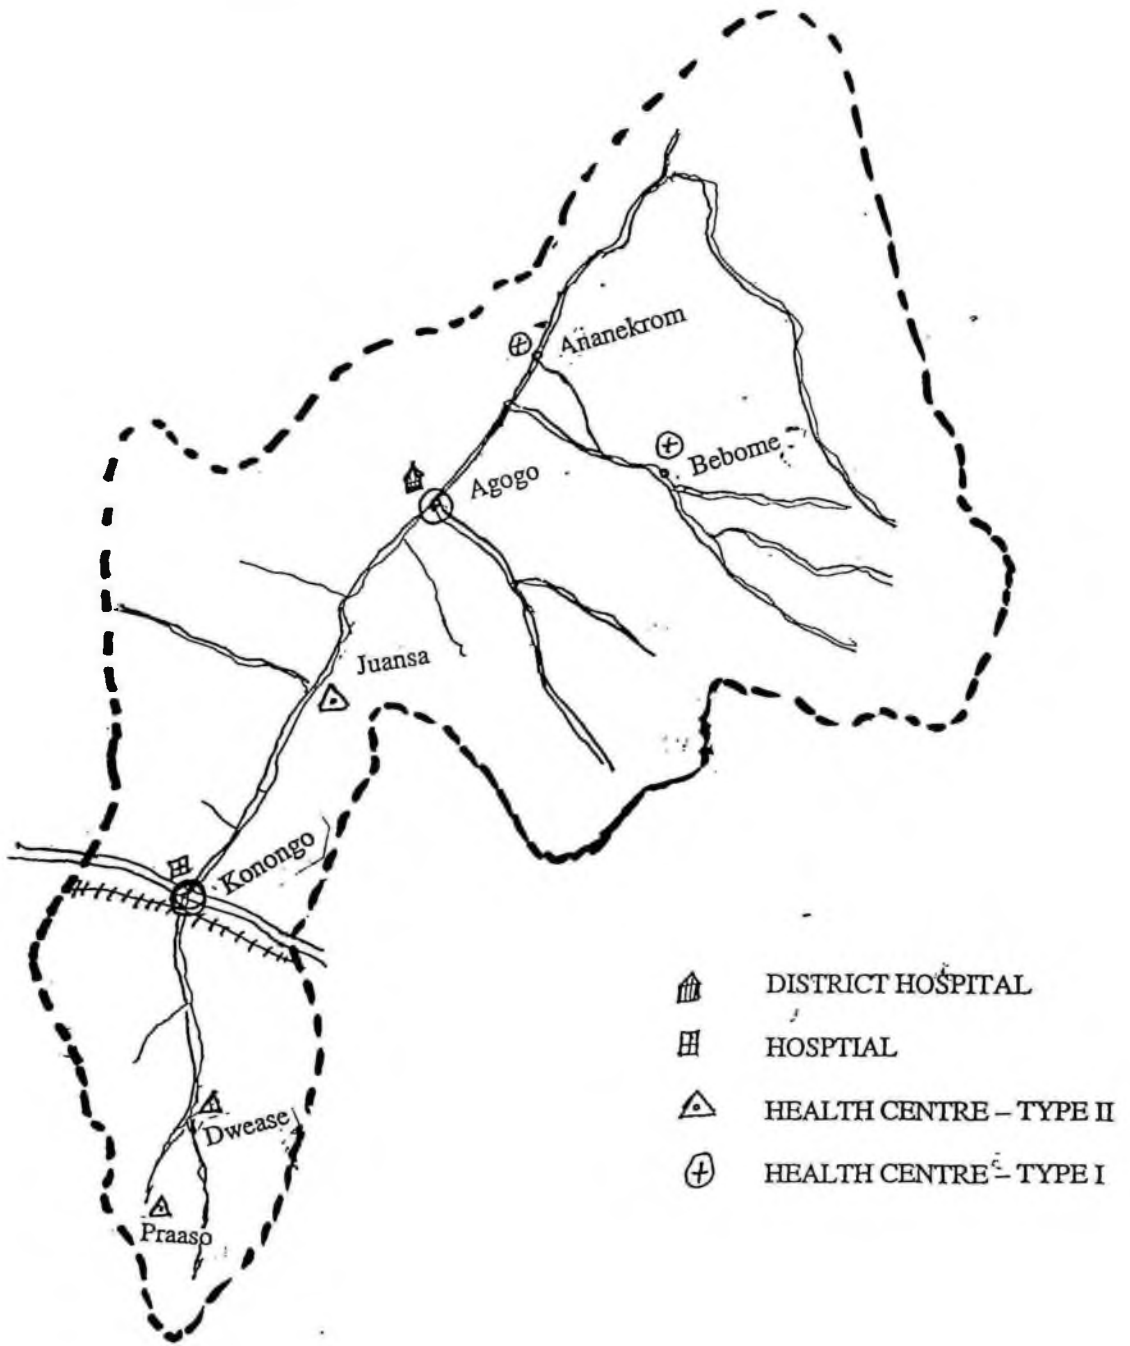 Ananekrom
Bebome
Agogo
Juansa
Konongo
Dwease
Praaso
DISTRICT HOSPITAL
HOSPTIAL
HEALTH CENTRE – TYPE II
HEALTH CENTRE – TYPE I